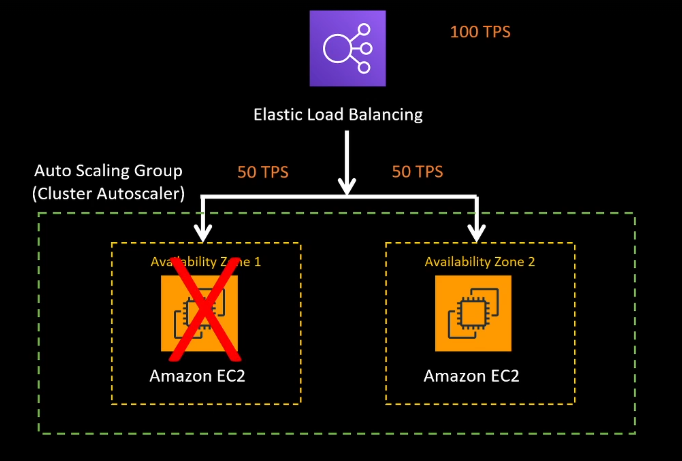 100 TPS
Elastic Load Balancing
Auto Scaling Group
(Cluster Autoscaler)
50 TPS
50 TPS
Availability Zone 1
Availability Zone 2
Amazon EC2
Amazon EC2